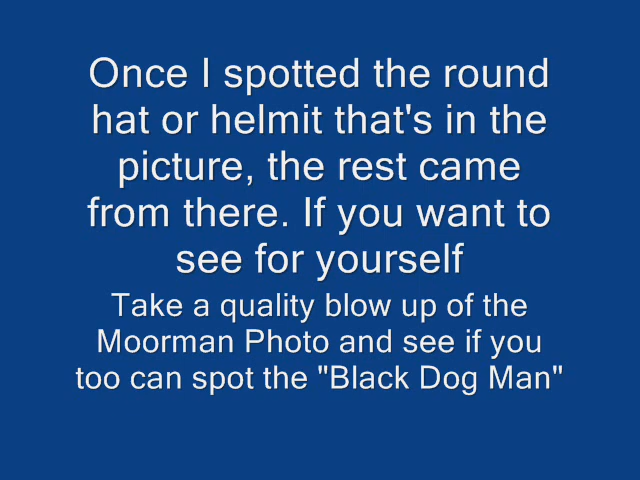 Once I spotted the round
hat or helmit that's in the
picture, the rest came
from there. If you want to
see for yourself
Take a quality blow up of the
Moorman Photo and see if you
too can spot the "Black Dog Man"